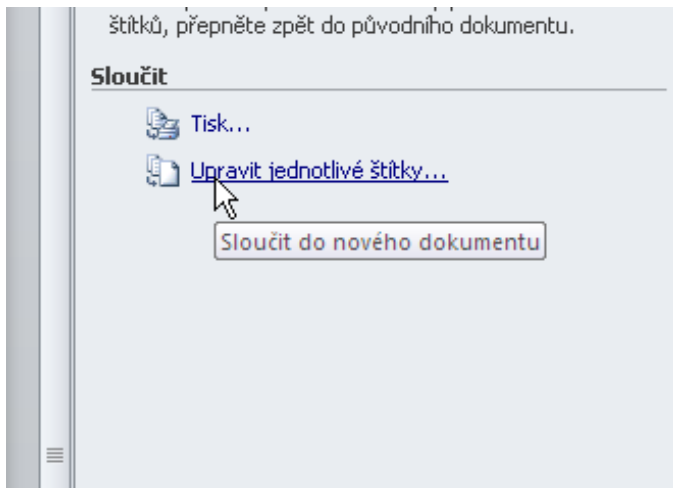 štítků, přepněte zpět do původního dokumentu.
Sloučit
Tisk...
Upravit jednotlivé štítky...
Sloučit do nového dokumentu